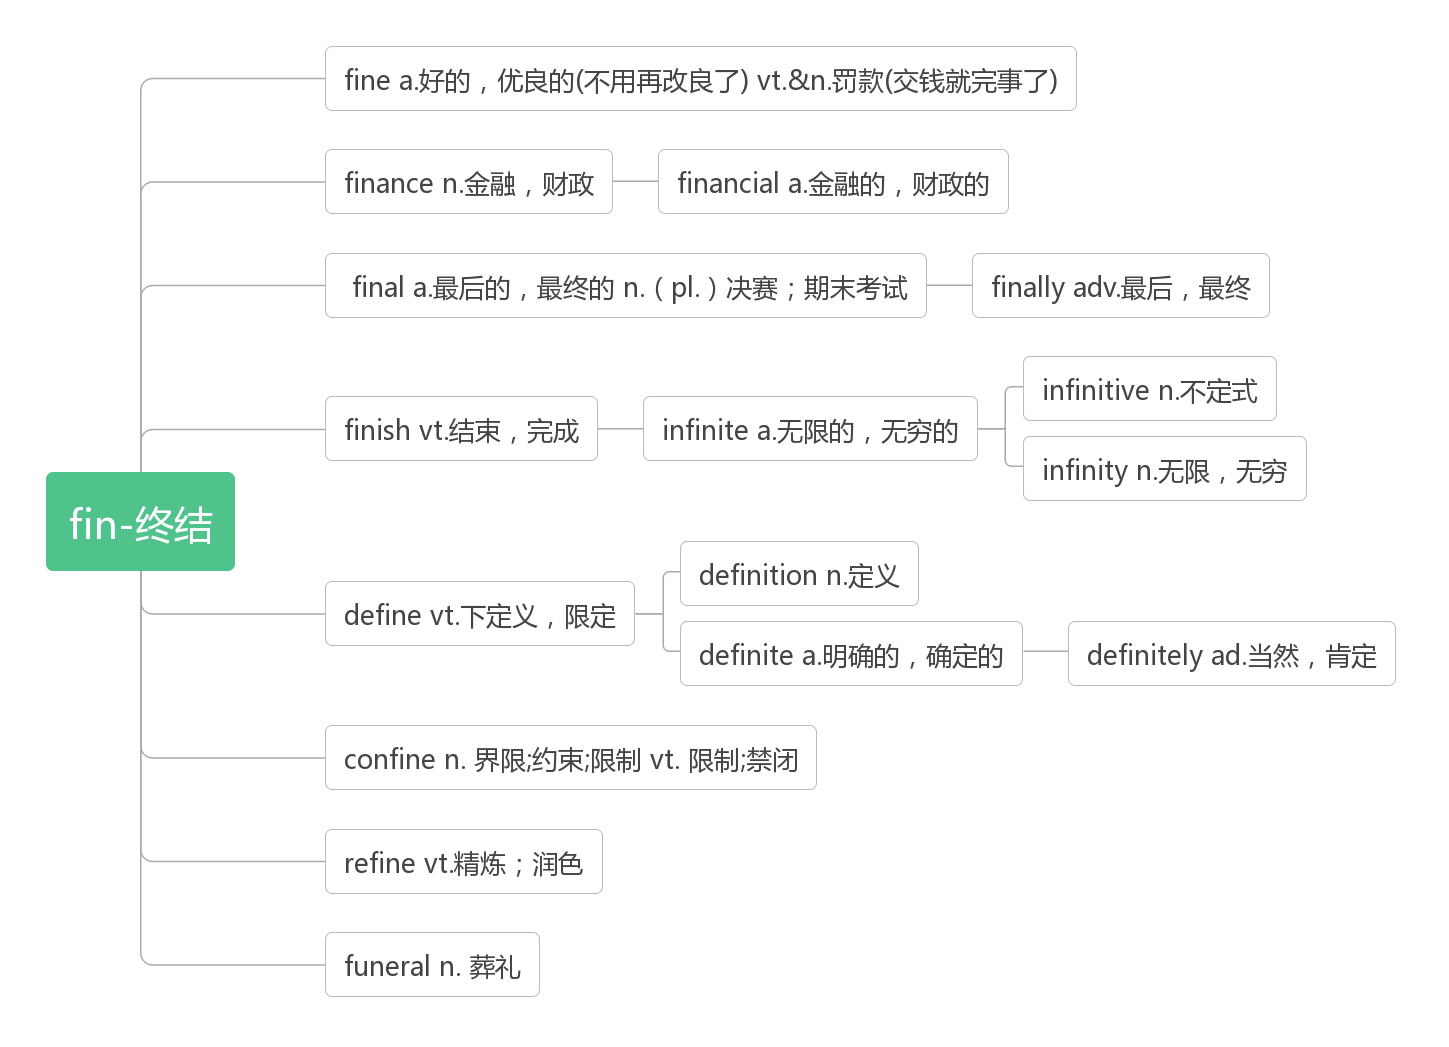 fine a.好的，优良的(不用再改良了) vt.&n.罚款(交钱就完事了)
finance n.金融，财政
financial a.金融的，财政的
final a.最后的，最终的 n.（pl.）决赛；期末考试
finally adv.最后，最终
finish vt.结束，完成
infinite a.无限的，无穷的
infinitive n.不定式
infinity n.无限，无穷
fin-终结
define vt.下定义，限定
definition n.定义
definite a.明确的，确定的
definitely ad.当然，肯定
confine n. 界限;约束;限制 vt. 限制;禁闭
refine vt.精炼；润色
funeral n. 葬礼